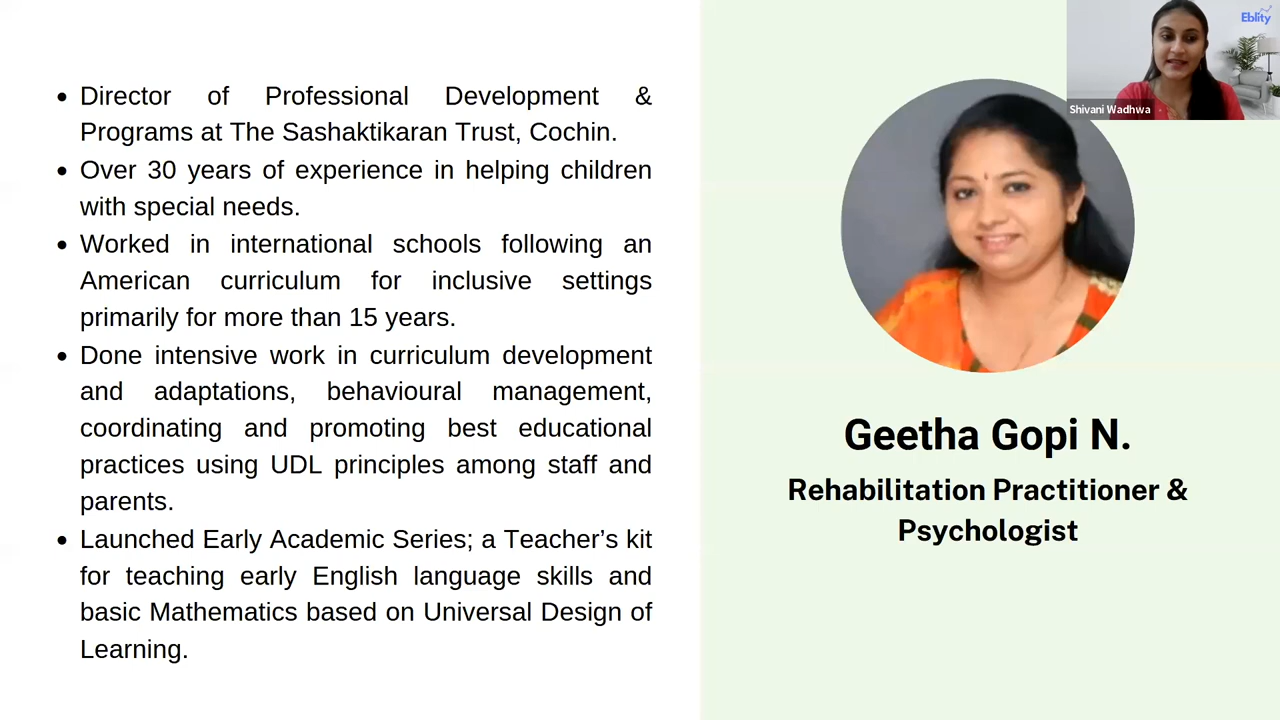 Director of Professional Development &
Programs at The Sashaktikaran Trust, Cochin.
Over 30 years of experience in helping children
with special needs.
Worked in international schools following an
American curriculum for inclusive settings
primarily for more than 15 years.
Done intensive work in curriculum development
and adaptations, behavioural management,
coordinating and promoting best educational
practices using UDL principles among staff and
parents.
Launched Early Academic Series; a Teacher’s kit
for teaching early English language skills and
basic Mathematics based on Universal Design of
Learning.
Eblity
Shivani Wadhwa
Geetha Gopi N.
Rehabilitation Practitioner &
Psychologist